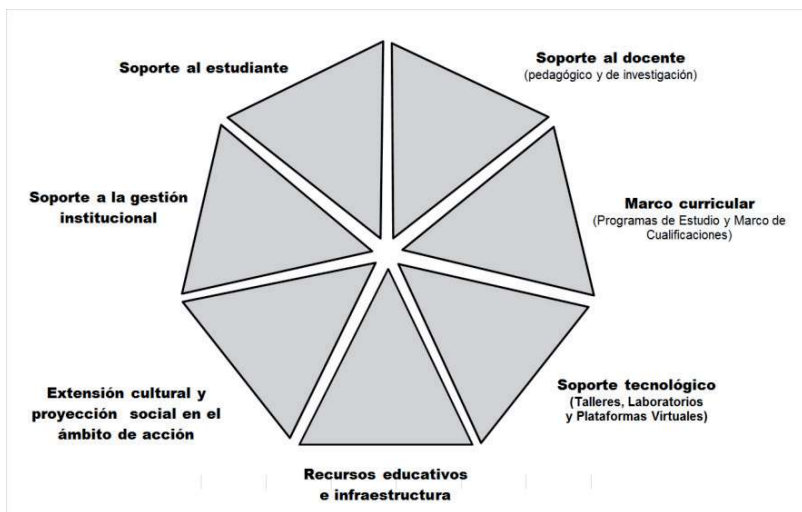 Soporte al estudiante
Soporte al docente
(pedagógico y de investigación)
Soporte a la gestión
institucional
Marco curricular
(Programas de Estudio y Marco de
Cualificaciones)
Extensión cultural y
proyección social en el
ámbito de acción
Soporte tecnológico
(Talleres, Laboratorios
y Plataformas Virtuales)
Recursos educativos
e infraestructura